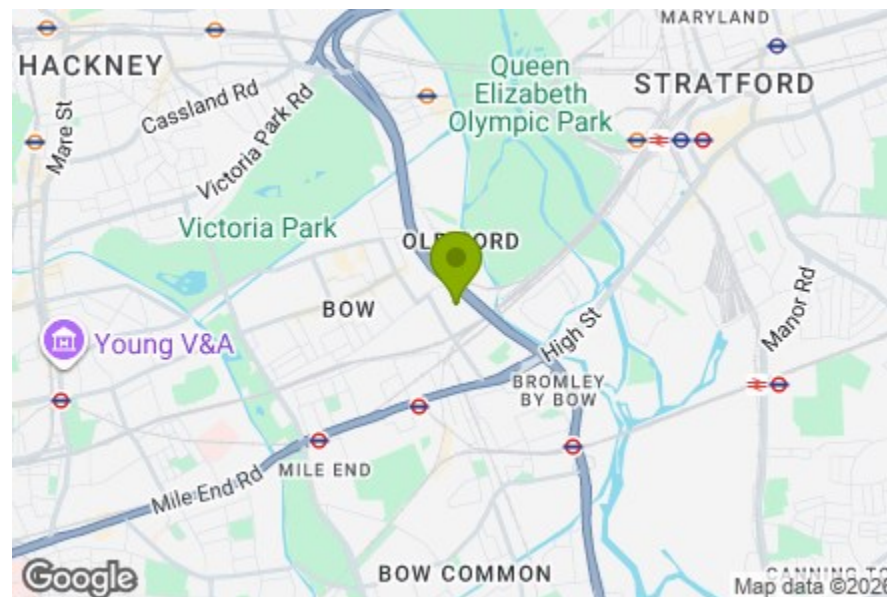 MARYLAND
HACKNEY
Queen
Elizabeth
Olympic Park
STRATFORD
Cassland Rd
Mare St
Victoria Park Rd
Victoria Park
BOW
Young V&A
High St
Manor Rd
BROMLEY
BY BOW
MILE END
Mile End Rd
BOW COMMON
CANNING
Google
Map data